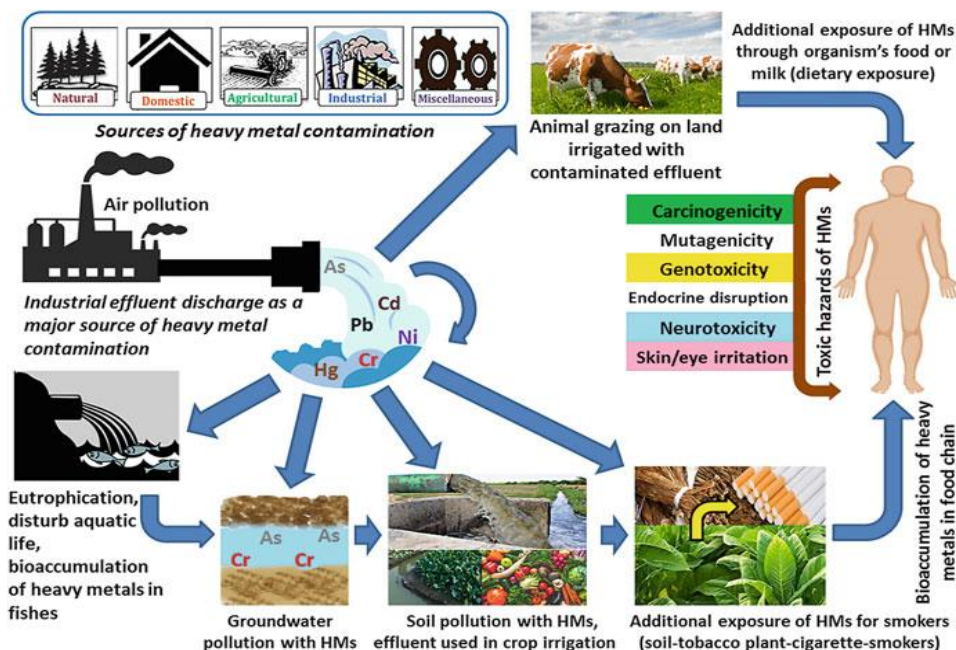 Natural
Domestic
Agricultural
Industrial
Miscellaneous
Sources of heavy metal contamination
Animal grazing on land
irrigated with
contaminated effluent
Additional exposure of HMs
through organism's food or
milk (dietary exposure)
Air pollution
Industrial effluent discharge as a
major source of heavy metal
contamination
As
Cd
Pb
Ni
Cr
Hg
Carcinogenicity
Mutagenicity
Genotoxicity
Endocrine disruption
Neurotoxicity
Skin/eye irritation
Toxic hazards of HMs
Bioaccumulation of heavy
metals in food chain
Eutrophication,
disturb aquatic
life,
bioaccumulation
of heavy metals in
fishes
As
As
Cr
Cr
Groundwater
pollution with HMs
Soil pollution with HMs,
effluent used in crop irrigation
Additional exposure of HMs for smokers
(soil-tobacco plant-cigarette-smokers)